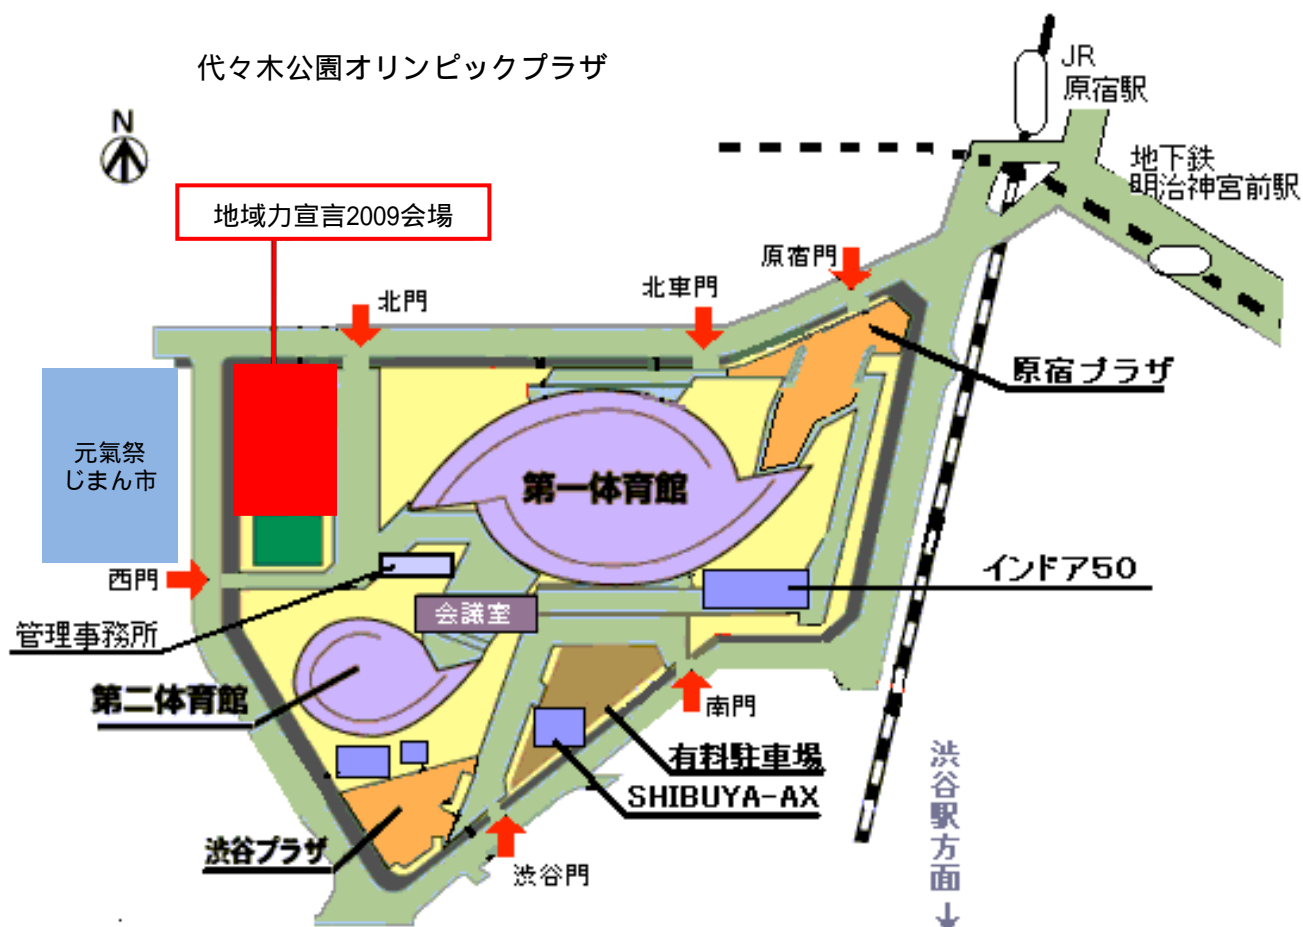 代々木公園オリンピックプラザ
JR
原宿駅
N
地下鉄
明治神宮前駅
地域力宣言2009会場
原宿門
北車門
北門
原宿プラザ
元氣祭
じまん市
第一体育館
インドア50
西門
会議室
管理事務所
第二体育館
南門
有料駐車場
SHIBUYA-AX
渋谷プラザ
渋谷門
渋谷駅方面